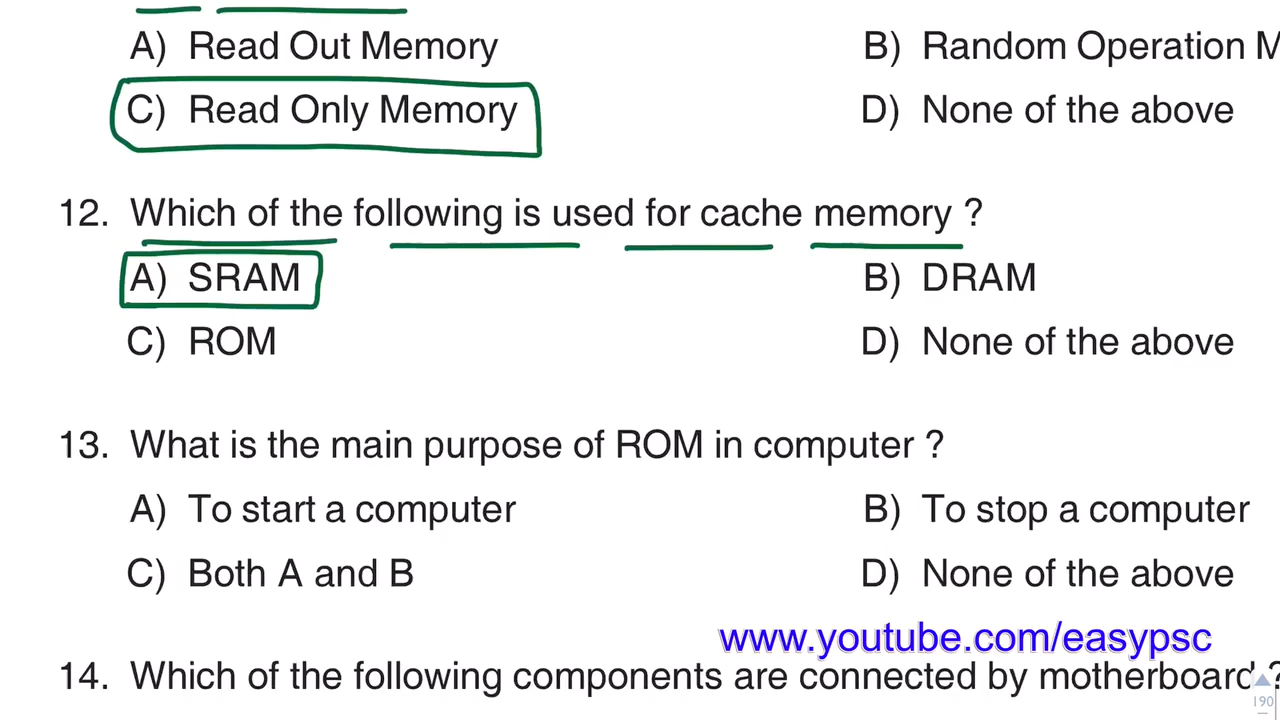 A) Read Out Memory
B) Random Operation M
C) Read Only Memory
D) None of the above
12. Which of the following is used for cache memory ?
A) SRAM
B) DRAM
C) ROM
D) None of the above
13. What is the main purpose of ROM in computer ?
A) To start a computer
B) To stop a computer
C) Both A and B
D) None of the above
www.youtube.com/easypsc
14. Which of the following components are connected by motherboard ?
190